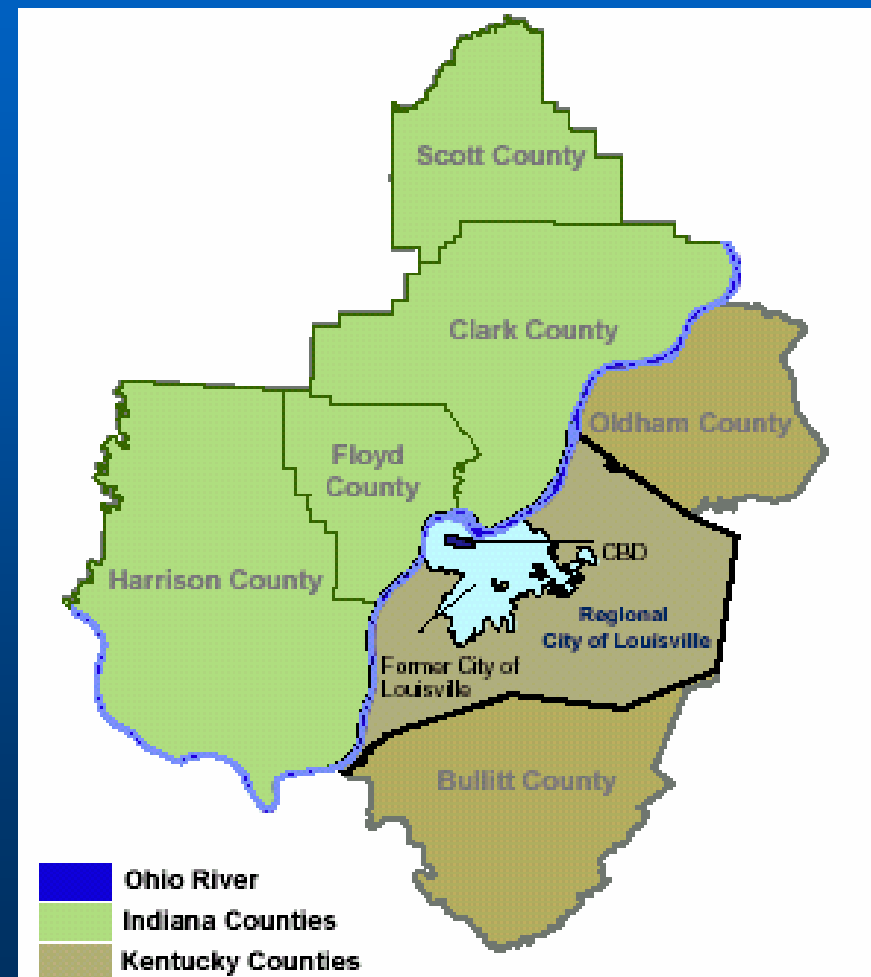 Scott County
Clark County
Oldham County
Floyd
County
CBD
Harrison County
Regional
City of Louisville
Former City of
Louisville
Bullitt County
Ohio River
Indiana Counties
Kentucky Counties